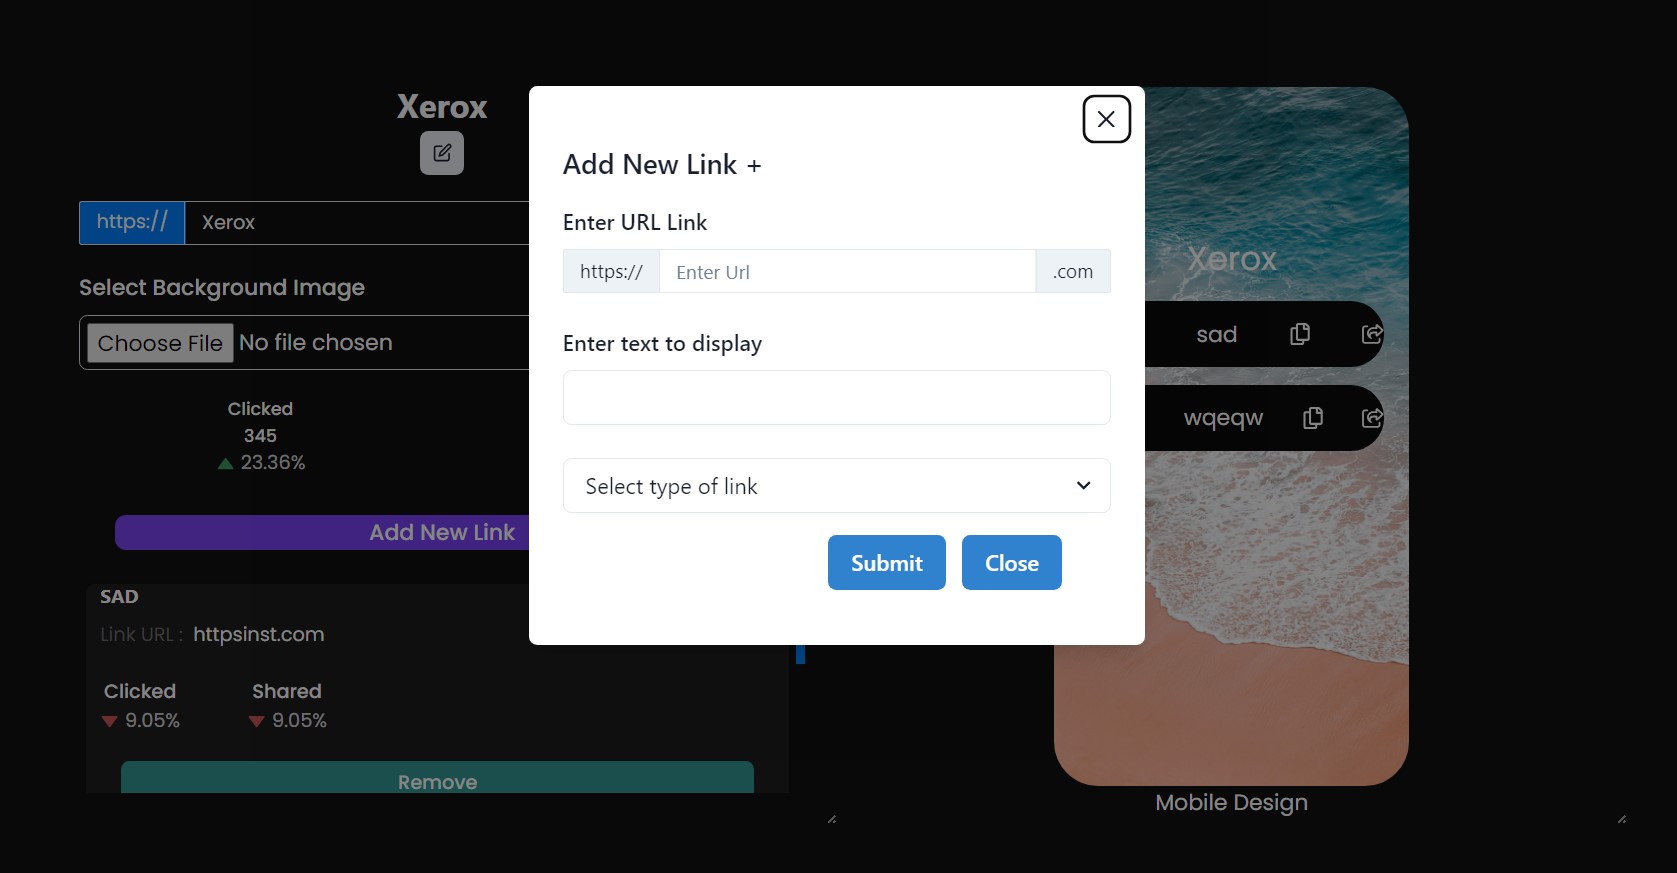 Xerox
https://
Xerox
Select Background Image
Choose File No file chosen
Clicked
345
23.36%
Add New Link
SAD
Link URL : httpsinst.com
Clicked
Shared
9.05%
9.05%
Remove
Add New Link +
Enter URL Link
https://
Enter Url
.com
Enter text to display
Select type of link
Submit
Close
Xerox
sad
wqeqw
Mobile Design